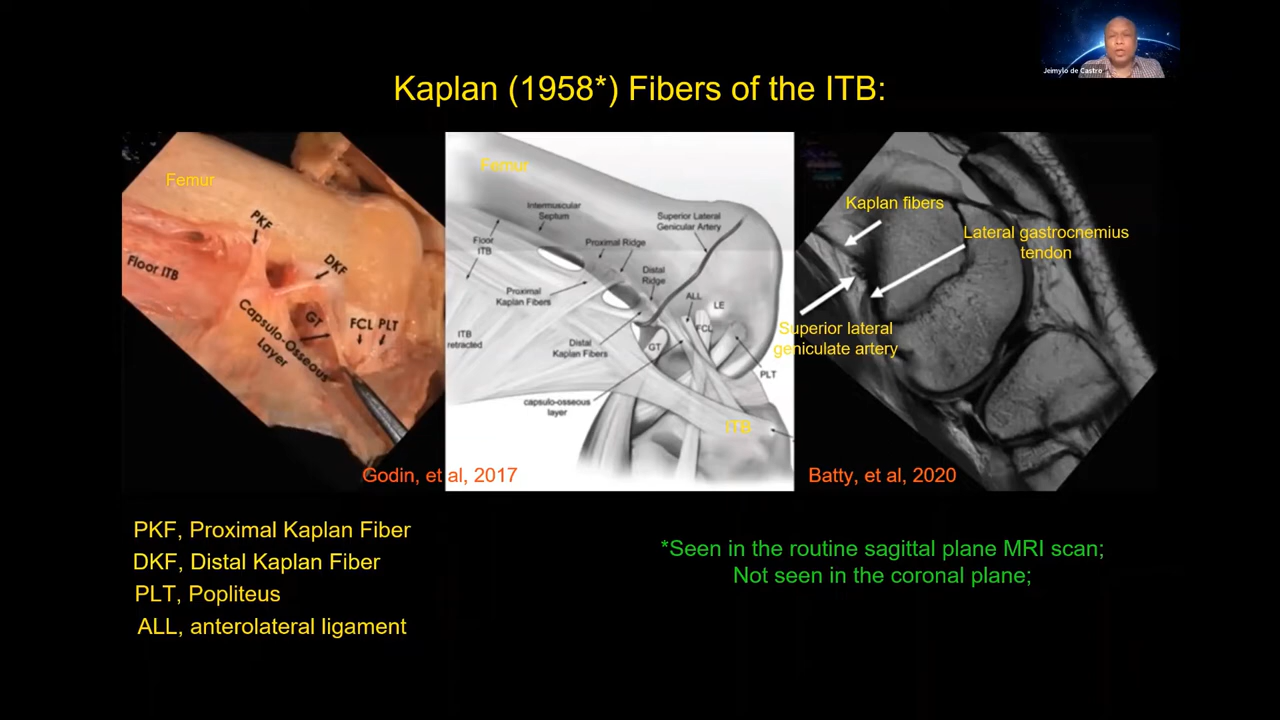 Jeimylo de Castro
Kaplan (1958*) Fibers of the ITB:
Femur
PKF
DKF
Floor ITB
GT
FCL PLT
Capsulo-Osseous
Layer
Femur
Intermuscular
Septum
Superior Lateral
Genicular Artery
Floor
ITB
Proximal Ridge
Distal
Ridge
Proximal
Kaplan Fibers
ALL
LE
FCL
ITB
retracted
Distal
Kaplan Fibers
GT
PLT
capsulo-osseous
layer
ITB
Kaplan fibers
Lateral gastrocnemius
tendon
Superior lateral
geniculate artery
Godin, et al, 2017
Batty, et al, 2020
PKF, Proximal Kaplan Fiber
DKF, Distal Kaplan Fiber
PLT, Popliteus
ALL, anterolateral ligament
*Seen in the routine sagittal plane MRI scan;
Not seen in the coronal plane;